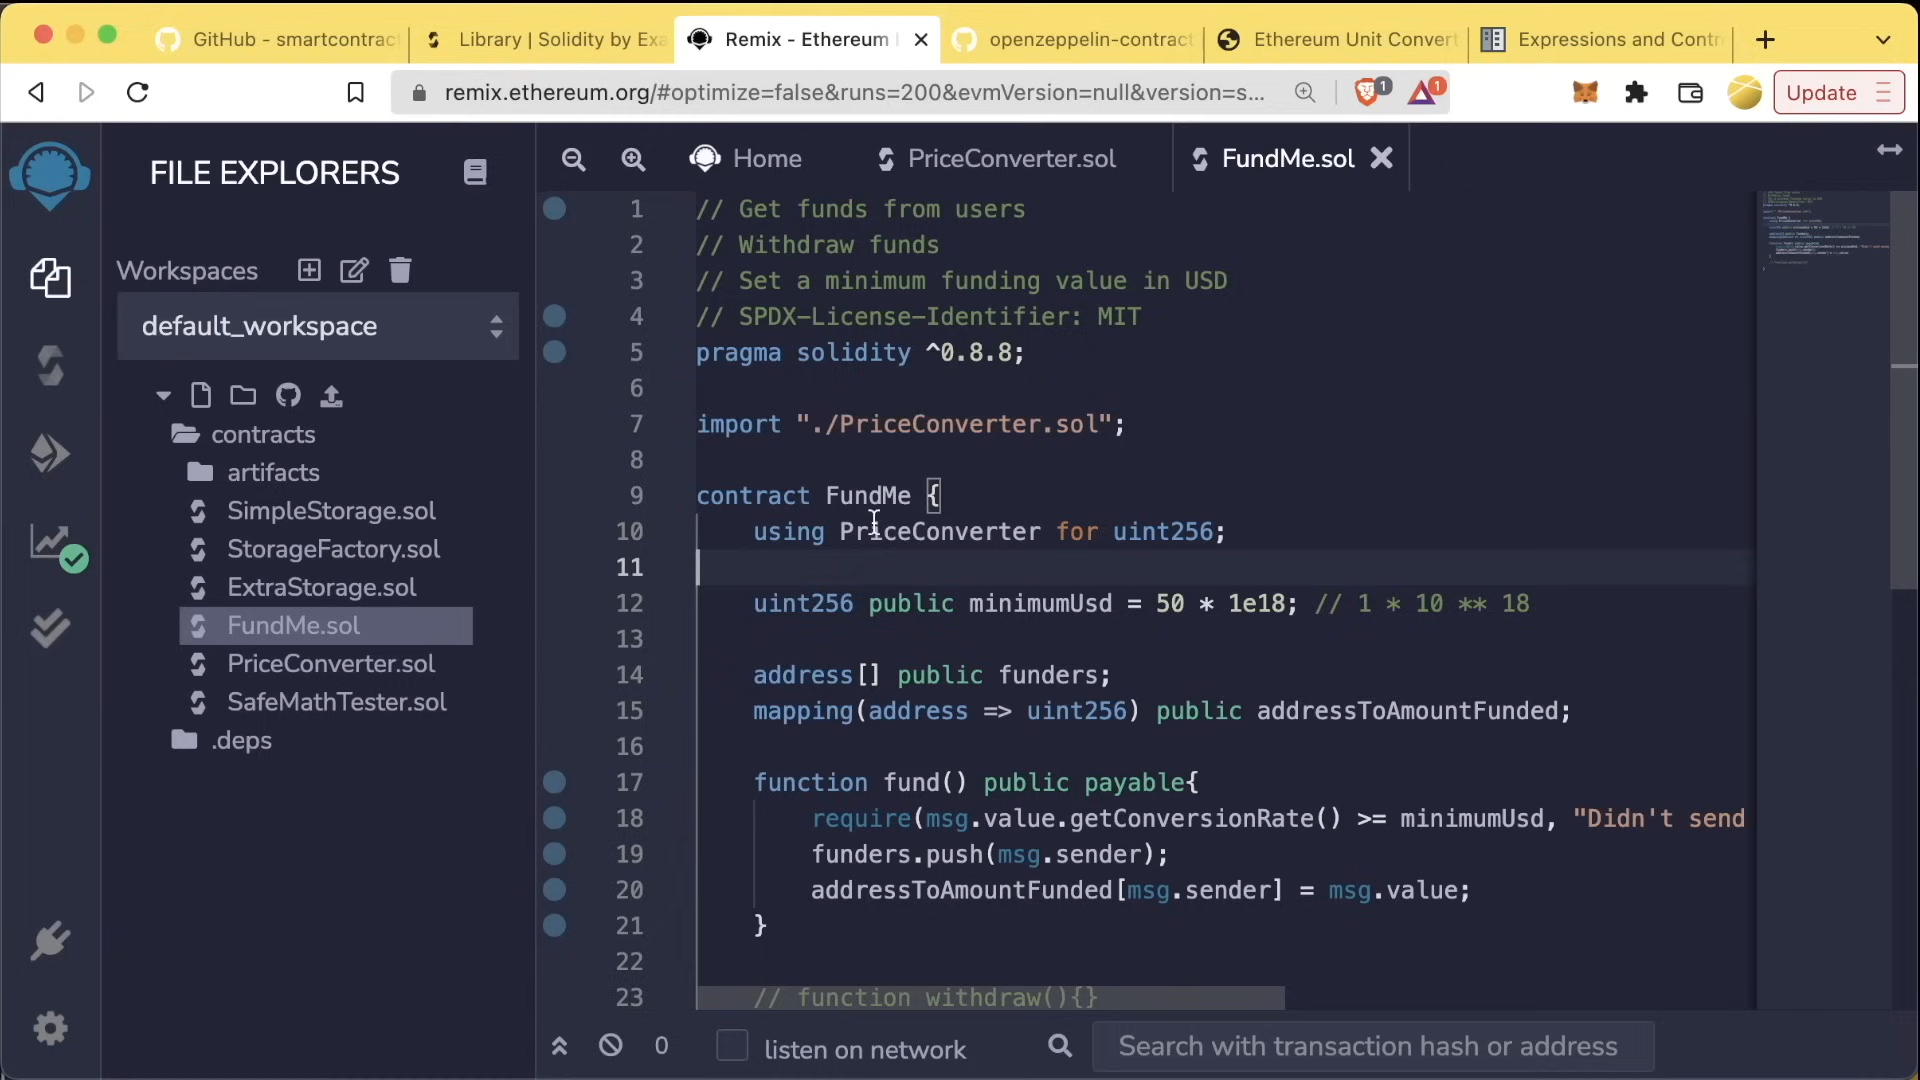 GitHub - smartcontrac
Library | Solidity by Exa
Remix - Ethereum
openzeppelin-contract
Ethereum Unit Convert
Expressions and Contr
remix.ethereum.org/#optimize=false&runs=200&evmVersion=null&version=s...
1
1
Update
FILE EXPLORERS
Home
PriceConverter.sol
FundMe.sol
Workspaces
default_workspace
contracts
artifacts
SimpleStorage.sol
StorageFactory.sol
ExtraStorage.sol
FundMe.sol
PriceConverter.sol
SafeMathTester.sol
.deps
1 // Get funds from users
2 // Withdraw funds
3 // Set a minimum funding value in USD
4 // SPDX-License-Identifier: MIT
5 pragma solidity ^0.8.8;
6
7 import "./PriceConverter.sol";
8
9 contract FundMe {
10 using PriceConverter for uint256;
11
12 uint256 public minimumUsd = 50 * 1e18; // 1 * 10 ** 18
13
14 address[] public funders;
15 mapping(address => uint256) public addressToAmountFunded;
16
17 function fund() public payable{
18 require(msg.value.getConversionRate() >= minimumUsd, "Didn't send
19 funders.push(msg.sender);
20 addressToAmountFunded[msg.sender] = msg.value;
21 }
22
23 // function withdraw(){}
0
listen on network
Search with transaction hash or address